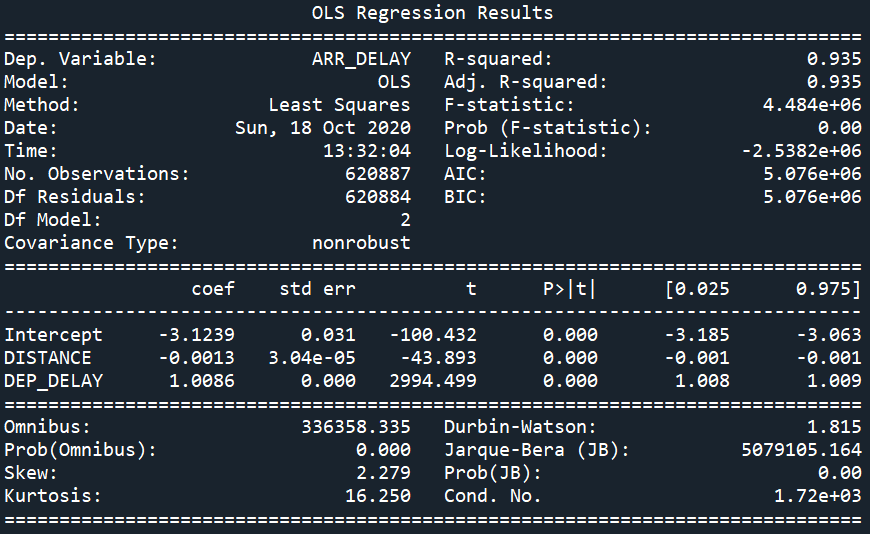 OLS Regression Results
==============================================================================
Dep. Variable:              ARR_DELAY   R-squared:                       0.935
Model:                            OLS   Adj. R-squared:                  0.935
Method:                 Least Squares   F-statistic:                 4.484e+06
Date:                Sun, 18 Oct 2020   Prob (F-statistic):               0.00
Time:                        13:32:04   Log-Likelihood:            -2.5382e+06
No. Observations:              620887   AIC:                         5.076e+06
Df Residuals:                  620884   BIC:                         5.076e+06
Df Model:                           2
Covariance Type:            nonrobust
==============================================================================
                 coef    std err          t      P>|t|      [0.025      0.975]
------------------------------------------------------------------------------
Intercept     -3.1239      0.031   -100.432      0.000      -3.185      -3.063
DISTANCE      -0.0013   3.04e-05    -43.893      0.000      -0.001      -0.001
DEP_DELAY      1.0086      0.000   2994.499      0.000       1.008       1.009
==============================================================================
Omnibus:                   336358.335   Durbin-Watson:                   1.815
Prob(Omnibus):                  0.000   Jarque-Bera (JB):          5079105.164
Skew:                           2.279   Prob(JB):                         0.00
Kurtosis:                      16.250   Cond. No.                     1.72e+03
==============================================================================